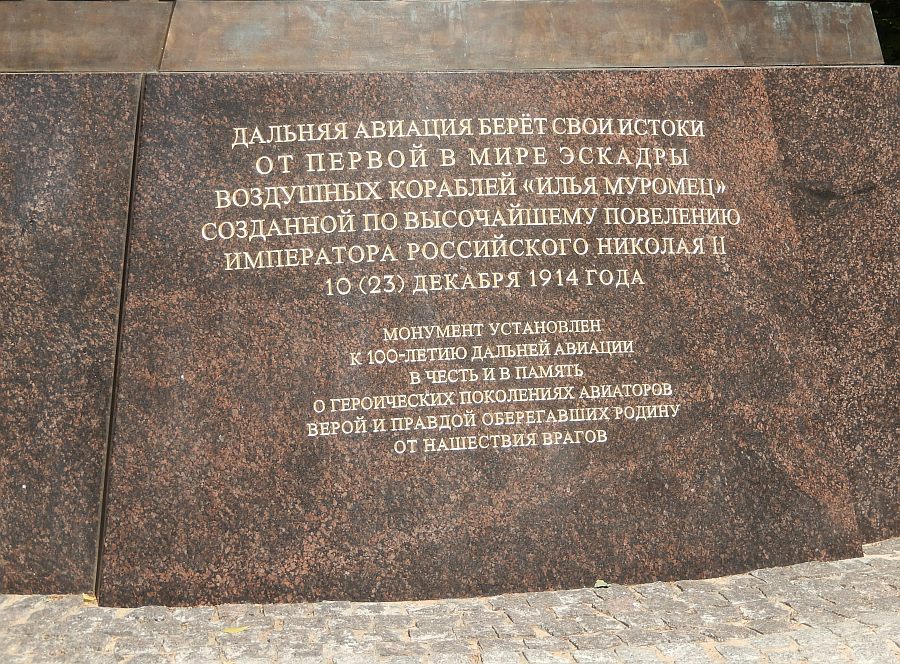 ДАЛЬНЯЯ АВИАЦИЯ БЕРЁТ СВОИ ИСТОКИ
ОТ ПЕРВОЙ В МИРЕ ЭСКАДРЫ
ВОЗДУШНЫХ КОРАБЛЕЙ «ИЛЬЯ МУРОМЕЦ»
СОЗДАННОЙ ПО ВЫСОЧАЙШЕМУ ПОВЕЛЕНИЮ
ИМПЕРАТОРА РОССИЙСКОГО НИКОЛАЯ II
10 (23) ДЕКАБРЯ 1914 ГОДА
МОНУМЕНТ УСТАНОВЛЕН
К 100-ЛЕТИЮ ДАЛЬНЕЙ АВИАЦИИ
В ЧЕСТЬ И В ПАМЯТЬ
О ГЕРОИЧЕСКИХ ПОКОЛЕНИЯХ АВИАТОРОВ
ВЕРОЙ И ПРАВДОЙ ОБЕРЕГАВШИХ РОДИНУ
ОТ НАШЕСТВИЯ ВРАГОВ